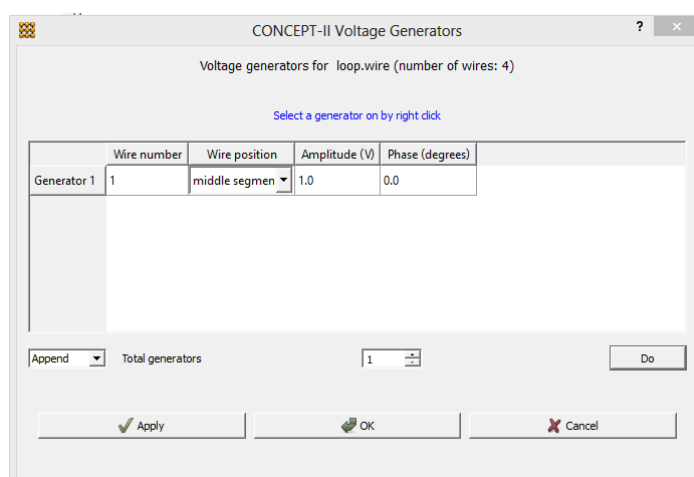 CONCEPT-II Voltage Generators ?
Voltage generators for loop.wire (number of wires: 4)
Select a generator on by right click
Wire number Wire position Amplitude (V) Phase (degrees)
Generator 1 1 middle segmen 1.0 0.0
Append Total generators 1 Do
Apply OK Cancel